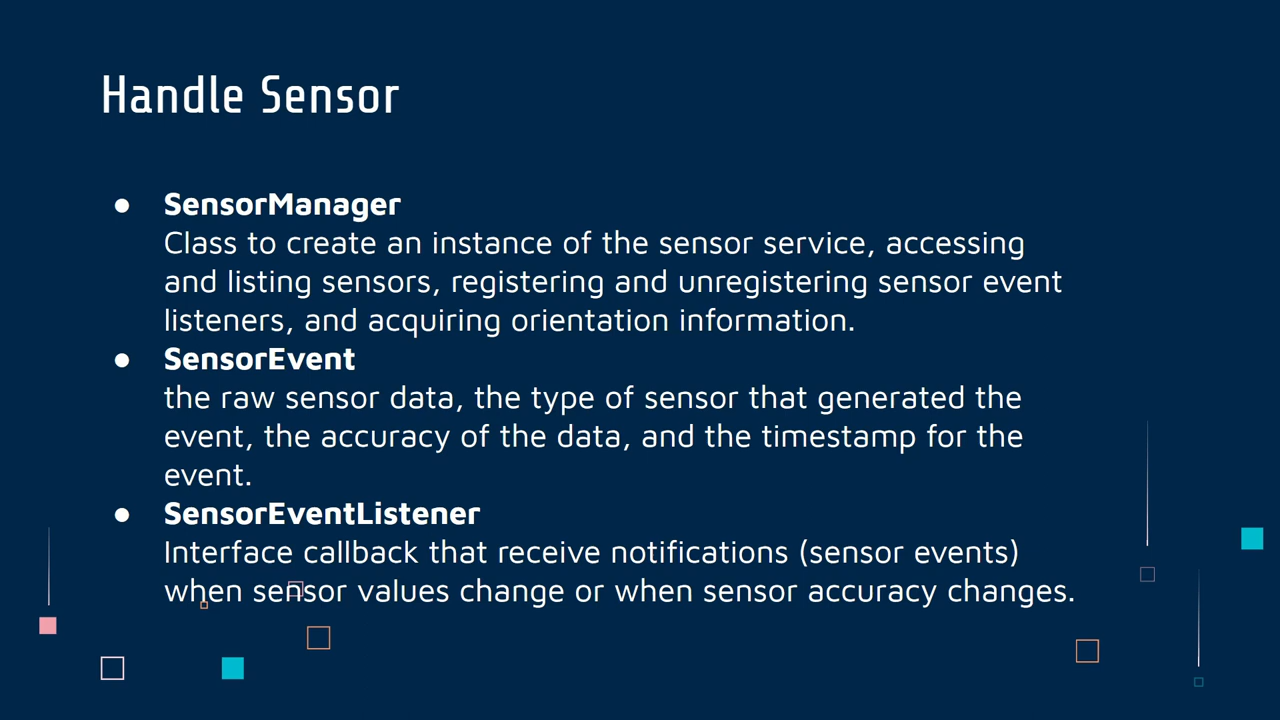 Handle Sensor
● SensorManager
Class to create an instance of the sensor service, accessing
and listing sensors, registering and unregistering sensor event
listeners, and acquiring orientation information.
● SensorEvent
the raw sensor data, the type of sensor that generated the
event, the accuracy of the data, and the timestamp for the
event.
● SensorEventListener
Interface callback that receive notifications (sensor events)
when sensor values change or when sensor accuracy changes.